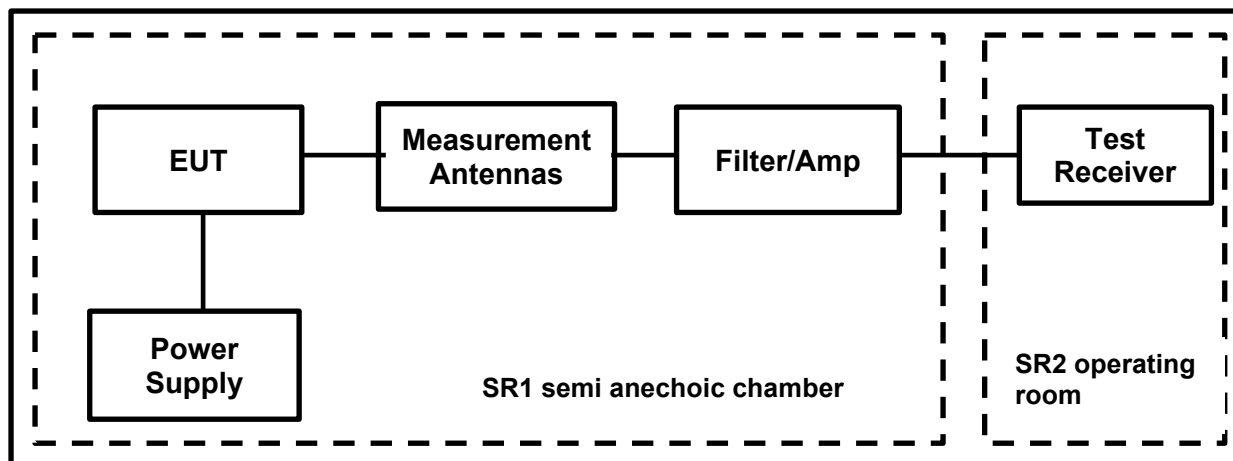 EUT
Measurement
Antennas
Filter/Amp
Test
Receiver
Power
Supply
SR1 semi anechoic chamber
SR2 operating
room